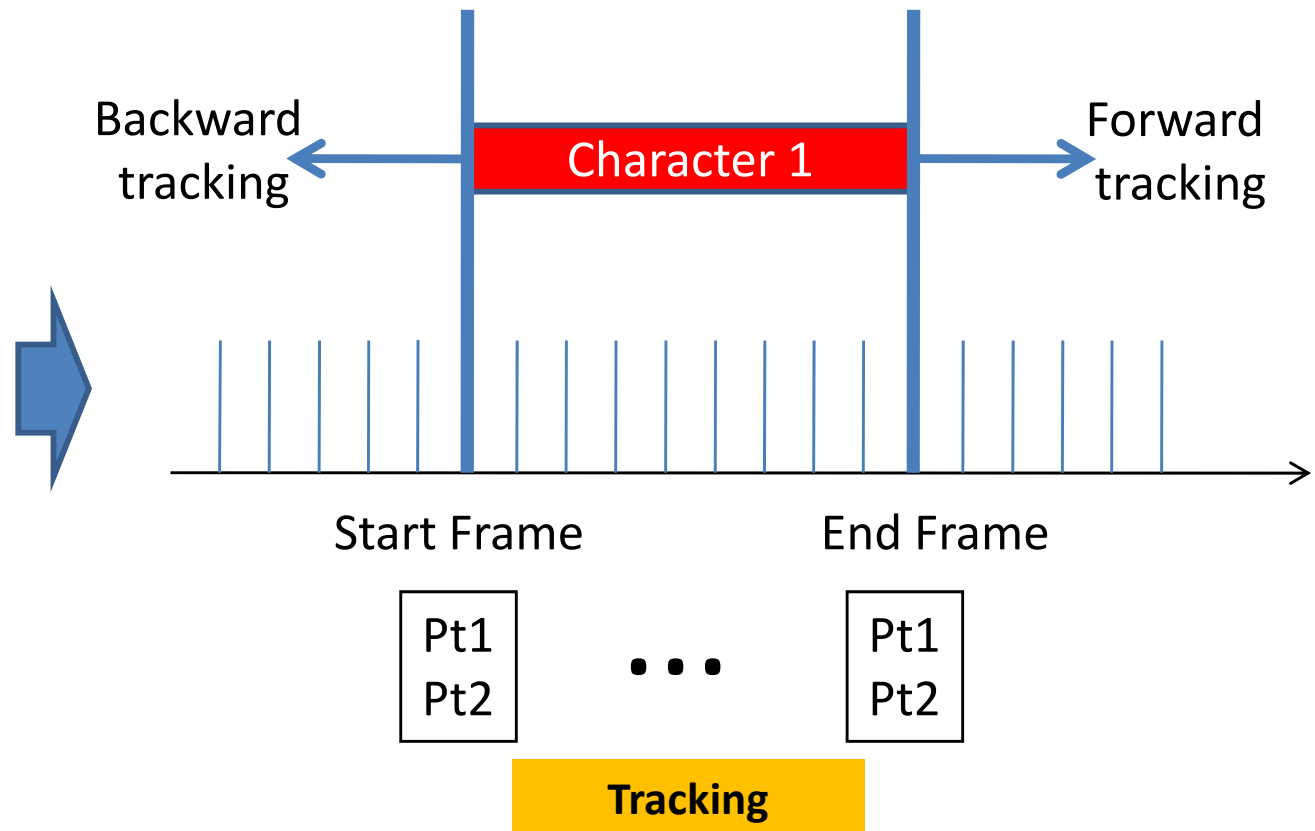 Backward
tracking
Character 1
Forward
tracking
Start Frame
End Frame
Pt1
Pt2
...
Pt1
Pt2
Tracking